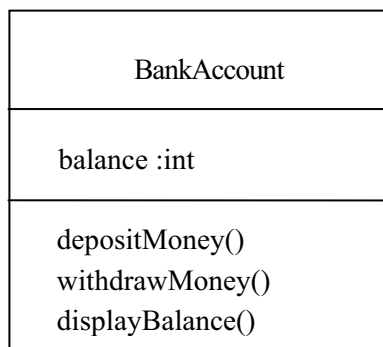 BankAccount
balance :int
depositMoney()
withdrawMoney()
displayBalance()